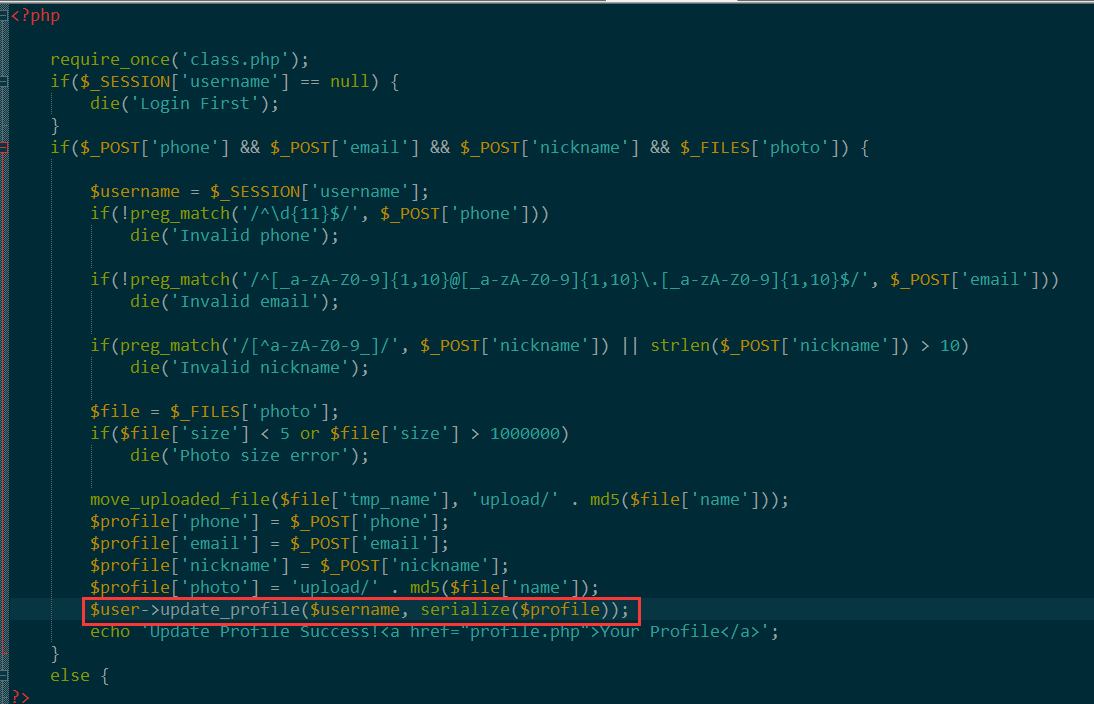 <?php
require_once('class.php');
if($_SESSION['username'] == null) {
die('Login First');
}
if($_POST['phone'] && $_POST['email'] && $_POST['nickname'] && $_FILES['photo']) {
$username = $_SESSION['username'];
if(!preg_match('/^\d{11}$/', $_POST['phone']))
die('Invalid phone');
if(!preg_match('/^[_a-zA-Z0-9]{1,10}@[_a-zA-Z0-9]{1,10}\.[_a-zA-Z0-9]{1,10}$/', $_POST['email']))
die('Invalid email');
if(preg_match('/[^a-zA-Z0-9_]/', $_POST['nickname']) || strlen($_POST['nickname']) > 10)
die('Invalid nickname');
$file = $_FILES['photo'];
if($file['size'] < 5 or $file['size'] > 1000000)
die('Photo size error');
move_uploaded_file($file['tmp_name'], 'upload/' . md5($file['name']));
$profile['phone'] = $_POST['phone'];
$profile['email'] = $_POST['email'];
$profile['nickname'] = $_POST['nickname'];
$profile['photo'] = 'upload/' . md5($file['name']);
$user->update_profile($username, serialize($profile));
echo 'Update Profile Success!<a href="profile.php">Your Profile</a>';
}
else {
?>